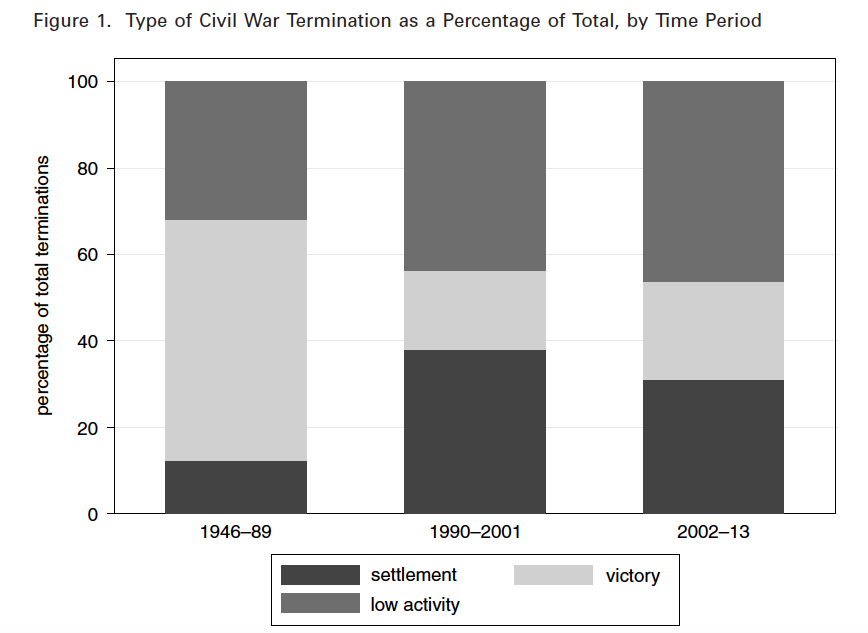 Figure 1. Type of Civil War Termination as a Percentage of Total, by Time Period
percentage of total terminations
100
80
60
40
20
0
1946–89 1990–2001 2002–13
settlement victory
low activity